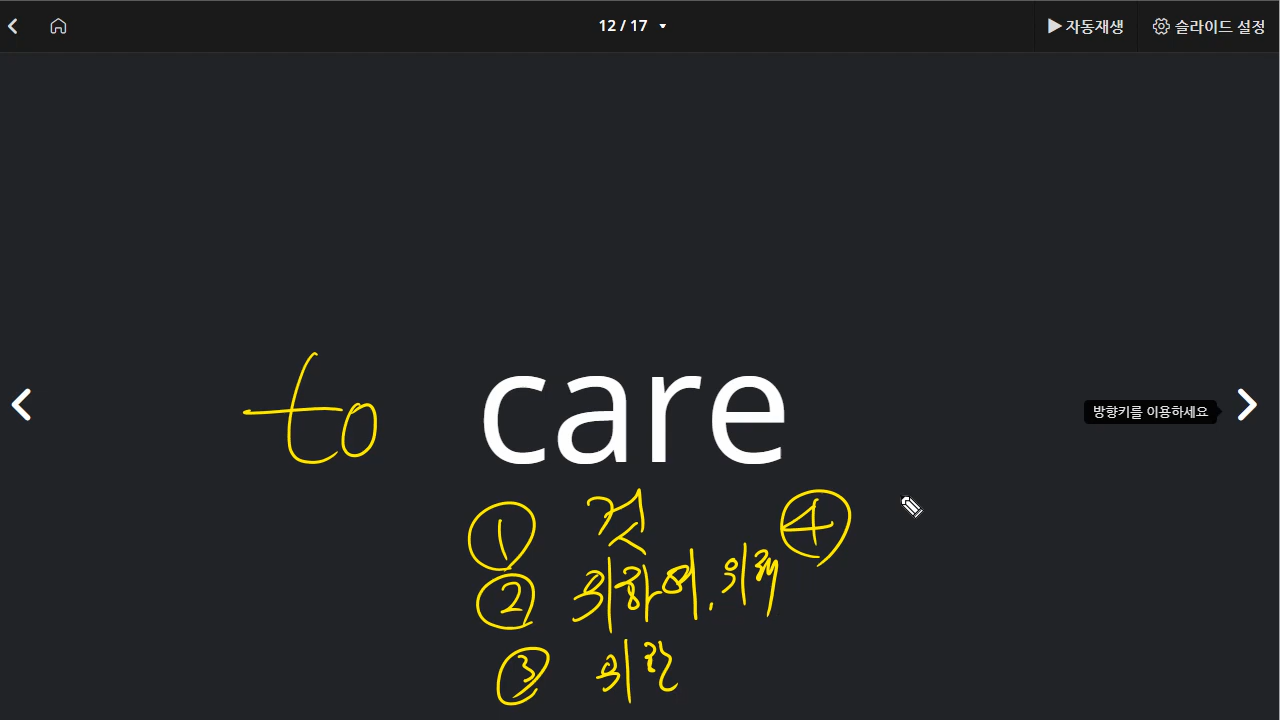 12 / 17
자동재생
슬라이드 설정
to care
방향키를 이용하세요
① 것
② 위하여, 위해
③ 위한
④